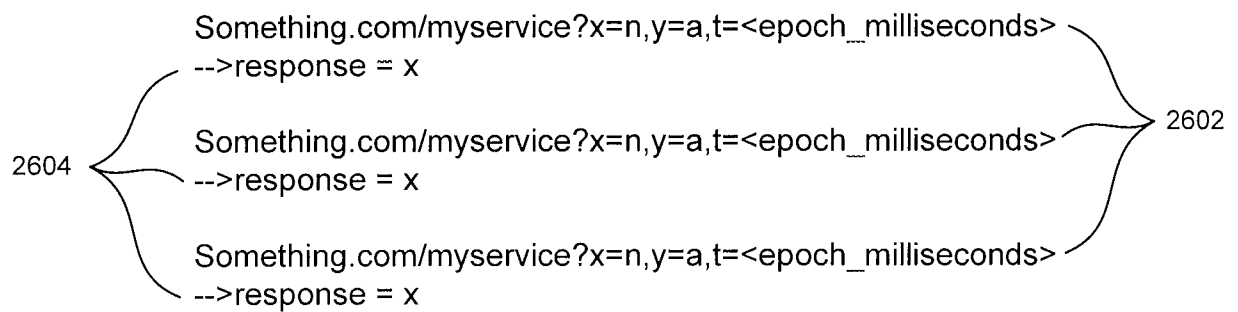 Something.com/myservice?x=n,y=a,t=<epoch_milliseconds>
-->response = x
2602
Something.com/myservice?x=n,y=a,t=<epoch_milliseconds>
2604
-->response = x
Something.com/myservice?x=n,y=a,t=<epoch_milliseconds>
-->response = x